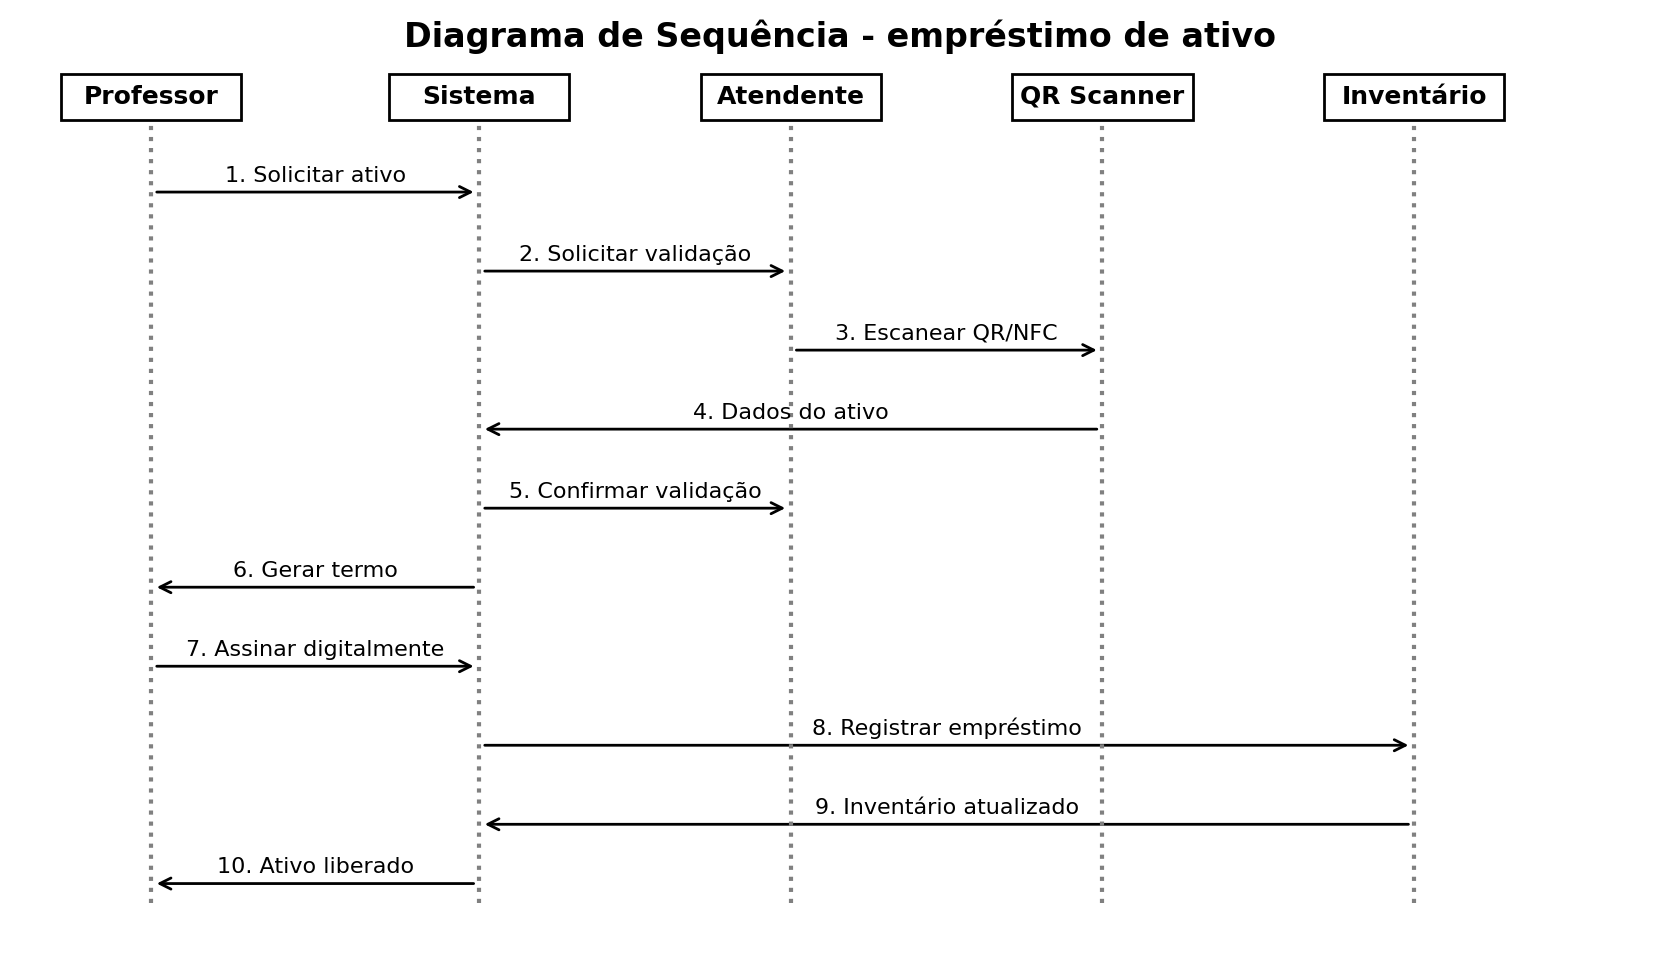 Diagrama de Sequência - empréstimo de ativo
Professor
Sistema
Atendente
QR Scanner
Inventário
1. Solicitar ativo
2. Solicitar validação
3. Escanear QR/NFC
4. Dados do ativo
5. Confirmar validação
6. Gerar termo
7. Assinar digitalmente
8. Registrar empréstimo
9. Inventário atualizado
10. Ativo liberado